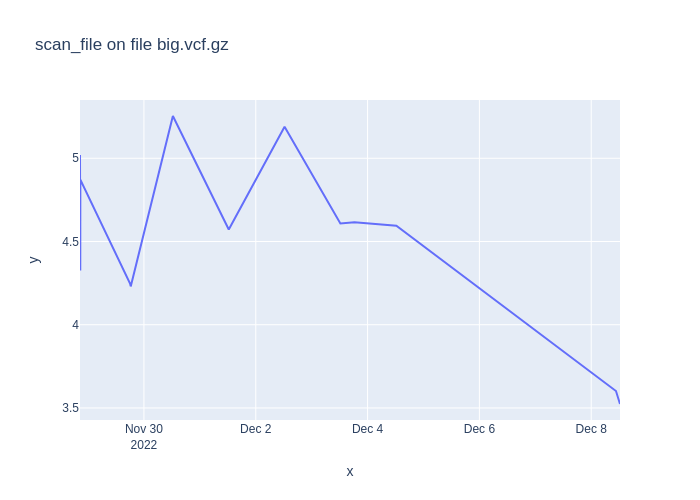 scan_file on file big.vcf.gz
5
4.5
4
3.5
y
Nov 30
2022
Dec 2
Dec 4
Dec 6
Dec 8
x